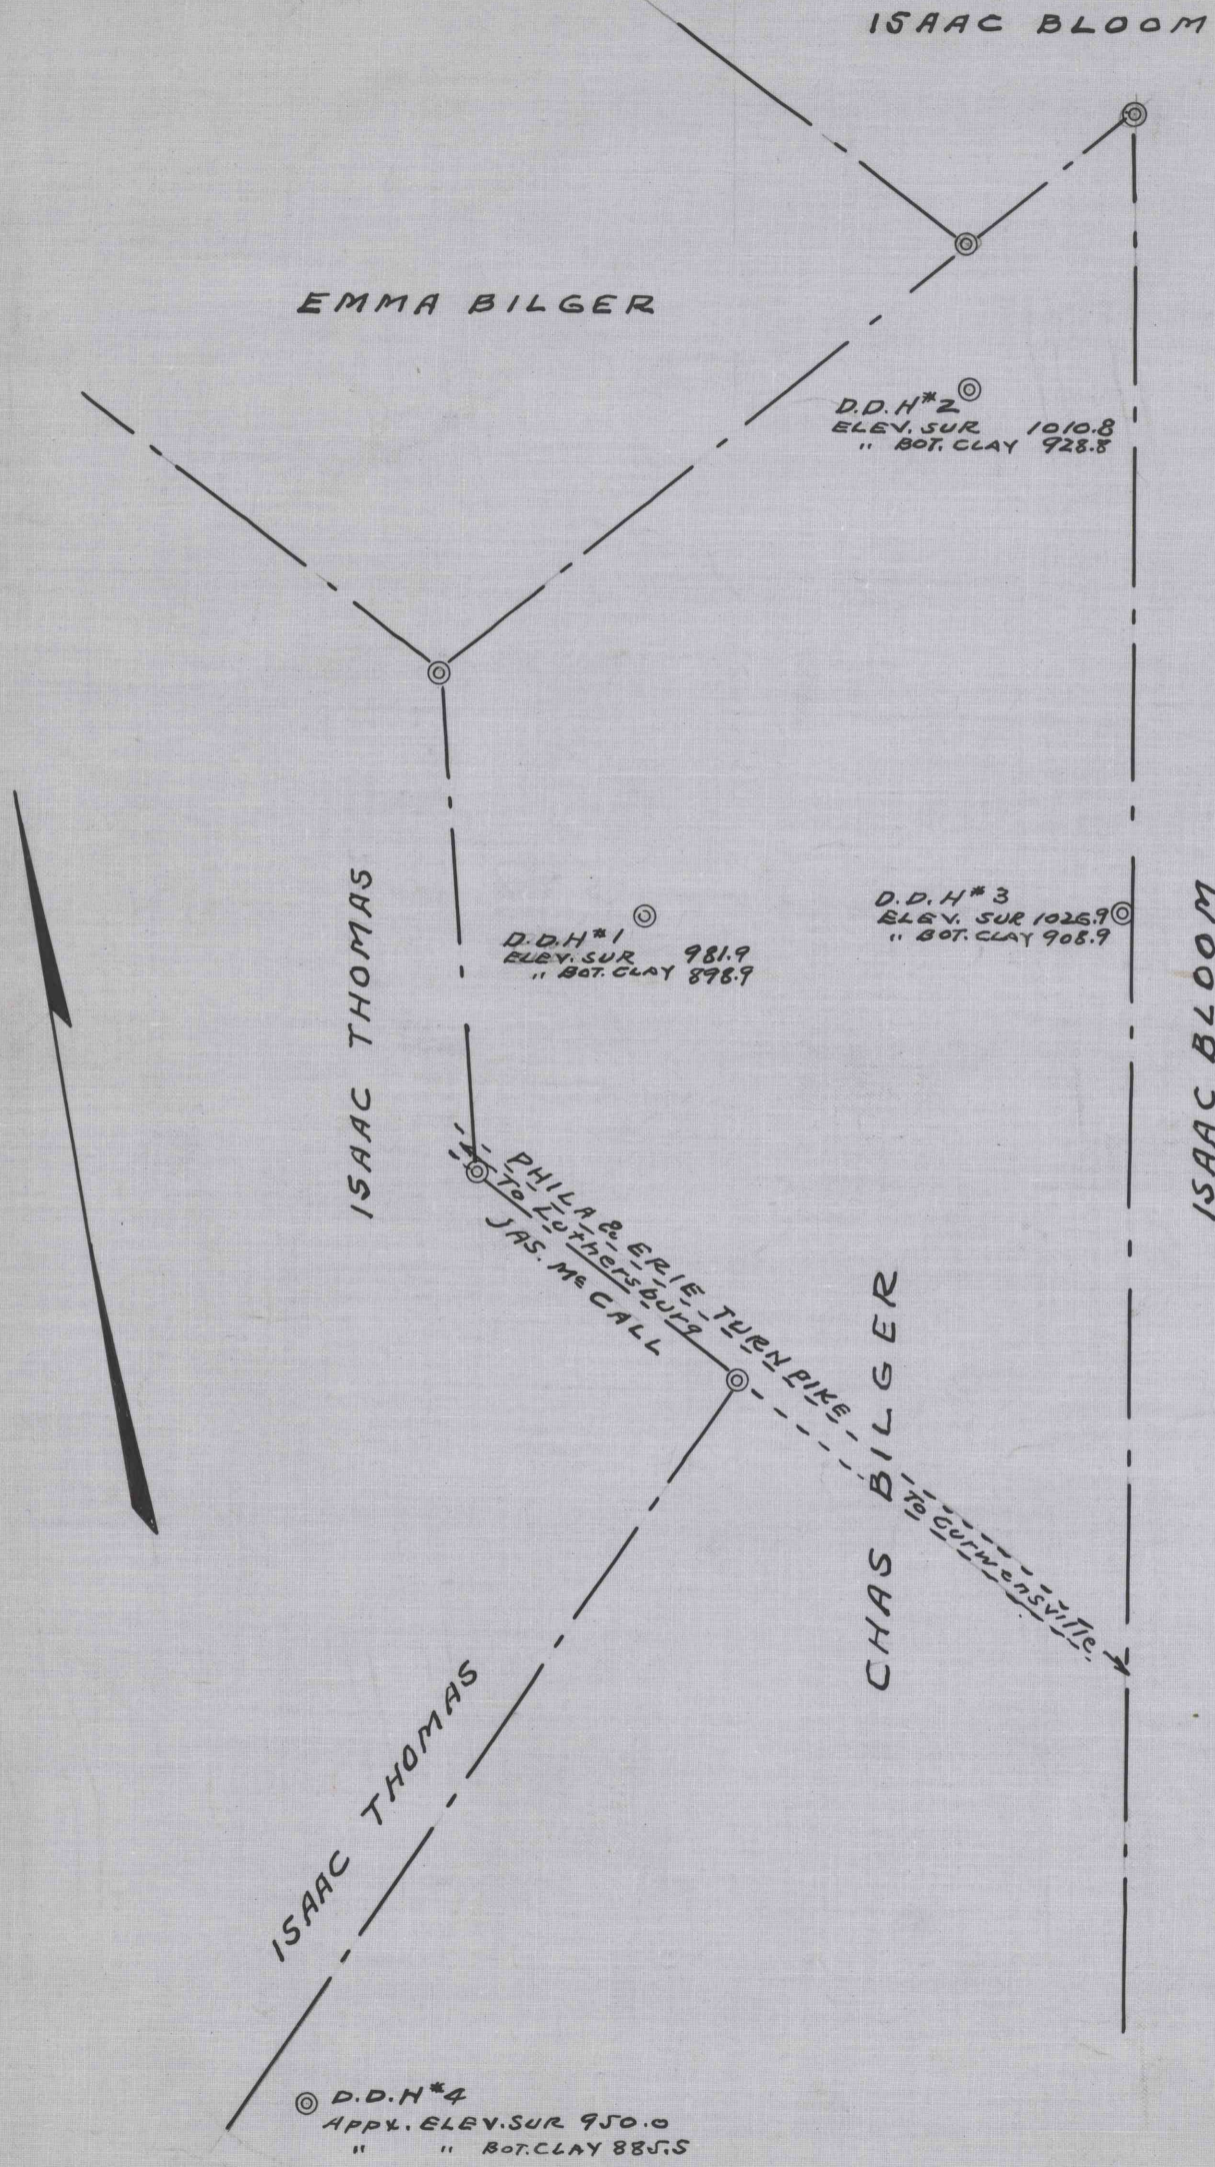 ISAAC BLOOM
EMMA BILGER
D.D.H #2
ELEV. SUR 1010.8
" BOT. CLAY 928.8
ISAAC THOMAS
D.D.H #1
ELEV. SUR 981.9
" BOT. CLAY 898.9
D.D.H #3
ELEV. SUR 1026.9
" BOT. CLAY 908.9
ISAAC BLOOM
PHILA & ERIE TURNPIKE
To Luthersburg
JAS. Mc CALL
CHAS BILGER
To Curwensville.
ISAAC THOMAS
D.D.H #4
APPX. ELEV. SUR 950.0
" " BOT. CLAY 885.5